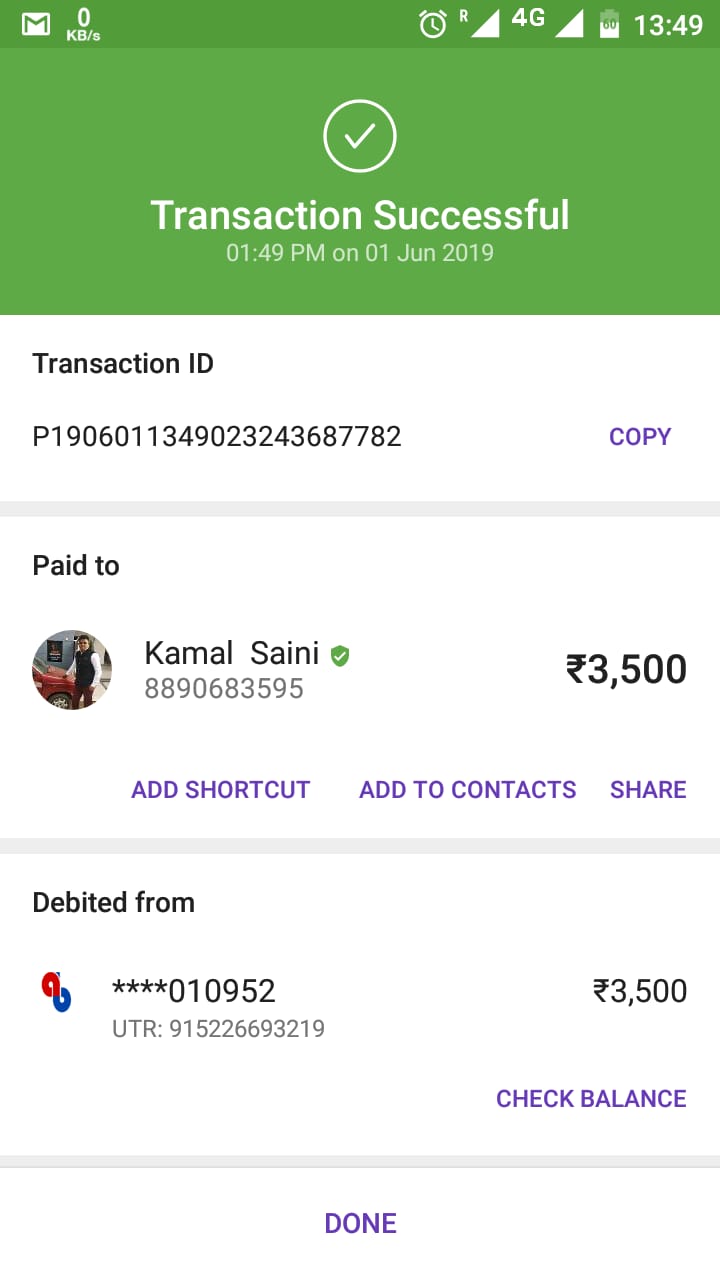 0
KB/s
R 4G 60 13:49
Transaction Successful
01:49 PM on 01 Jun 2019
Transaction ID
P1906011349023243687782 COPY
Paid to
Kamal Saini
8890683595
₹3,500
ADD SHORTCUT ADD TO CONTACTS SHARE
Debited from
****010952 ₹3,500
UTR: 915226693219
CHECK BALANCE
DONE